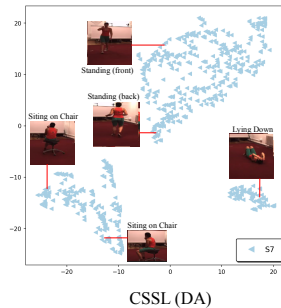 20
Standing (front)
10
Standing (back)
0
Siting on Chair
Lying Down
−10
Siting on Chair
−20
S7
−20 −10 0 10 20
CSSL (DA)